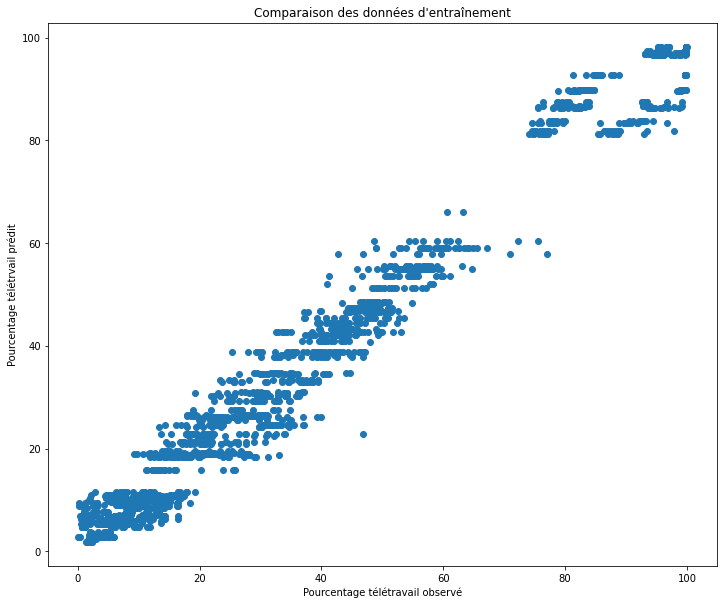 Comparaison des données d'entraînement
Pourcentage télétrvail prédit
100
80
60
40
20
0
0 20 40 60 80 100
Pourcentage télétravail observé